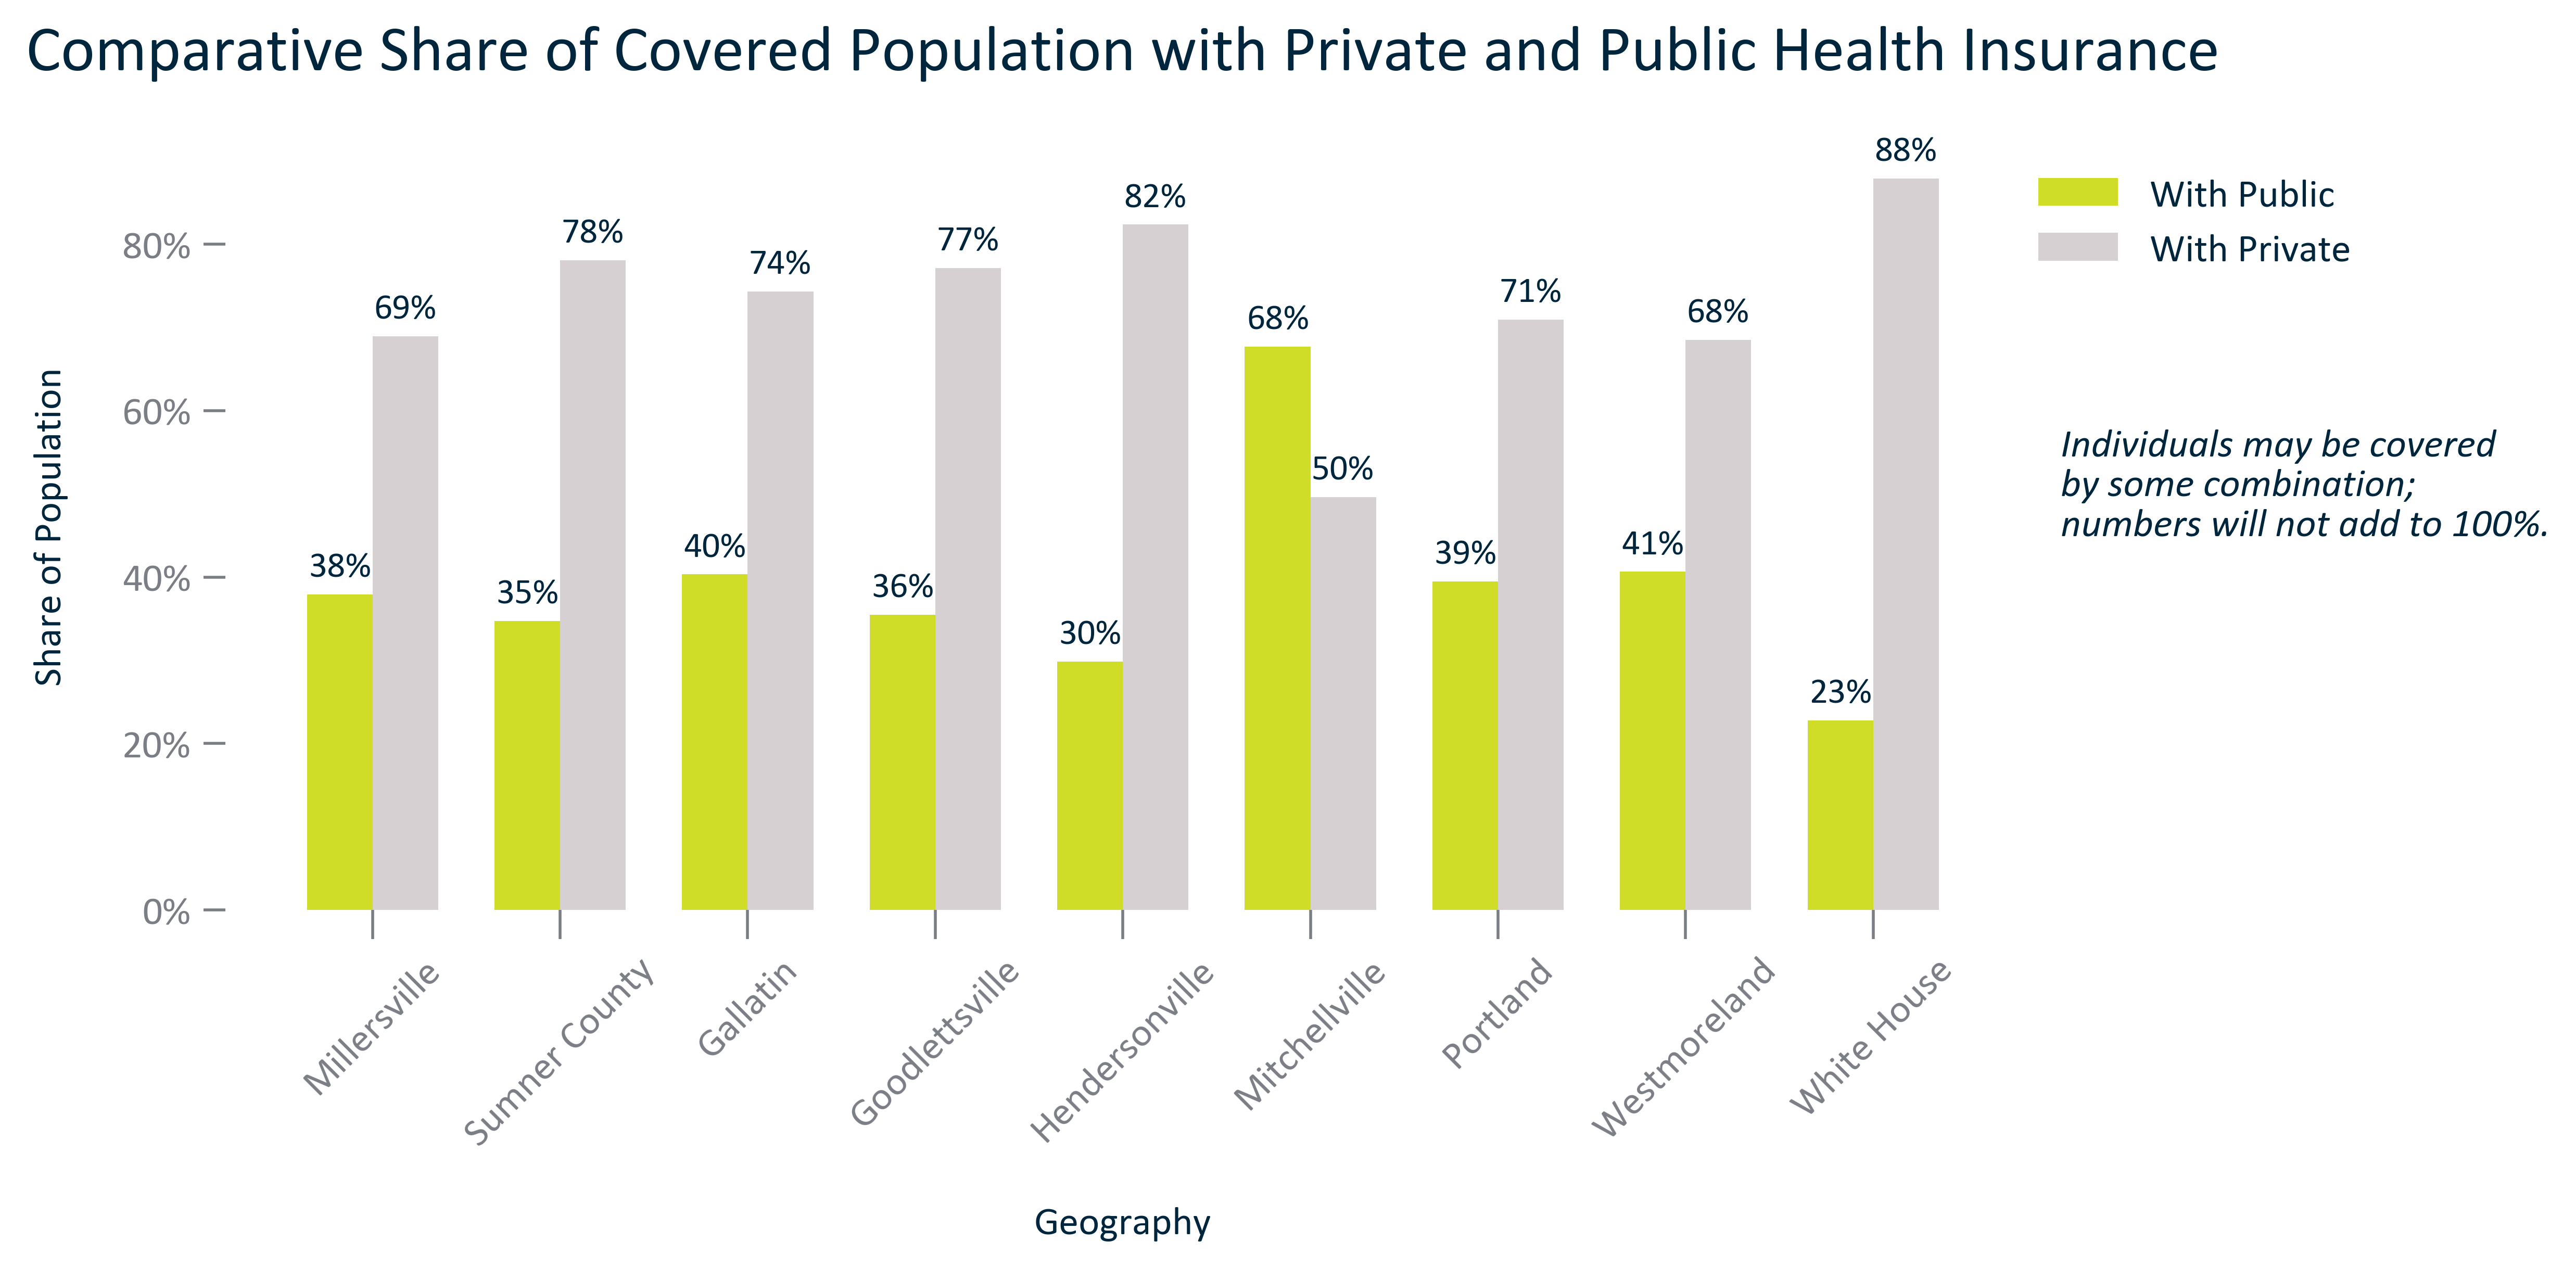 Comparative Share of Covered Population with Private and Public Health Insurance
88%
With Public
82%
78%
With Private
80%
77%
74%
71%
69%
68%
68%
60%
Share of Population
50%
Individuals may be covered
by some combination;
numbers will not add to 100%.
38%
35%
40%
36%
30%
39%
41%
40%
23%
20%
0%
Millersville
Sumner County
Gallatin
Goodlettsville
Hendersonville
Mitchellville
Portland
Westmoreland
White House
Geography